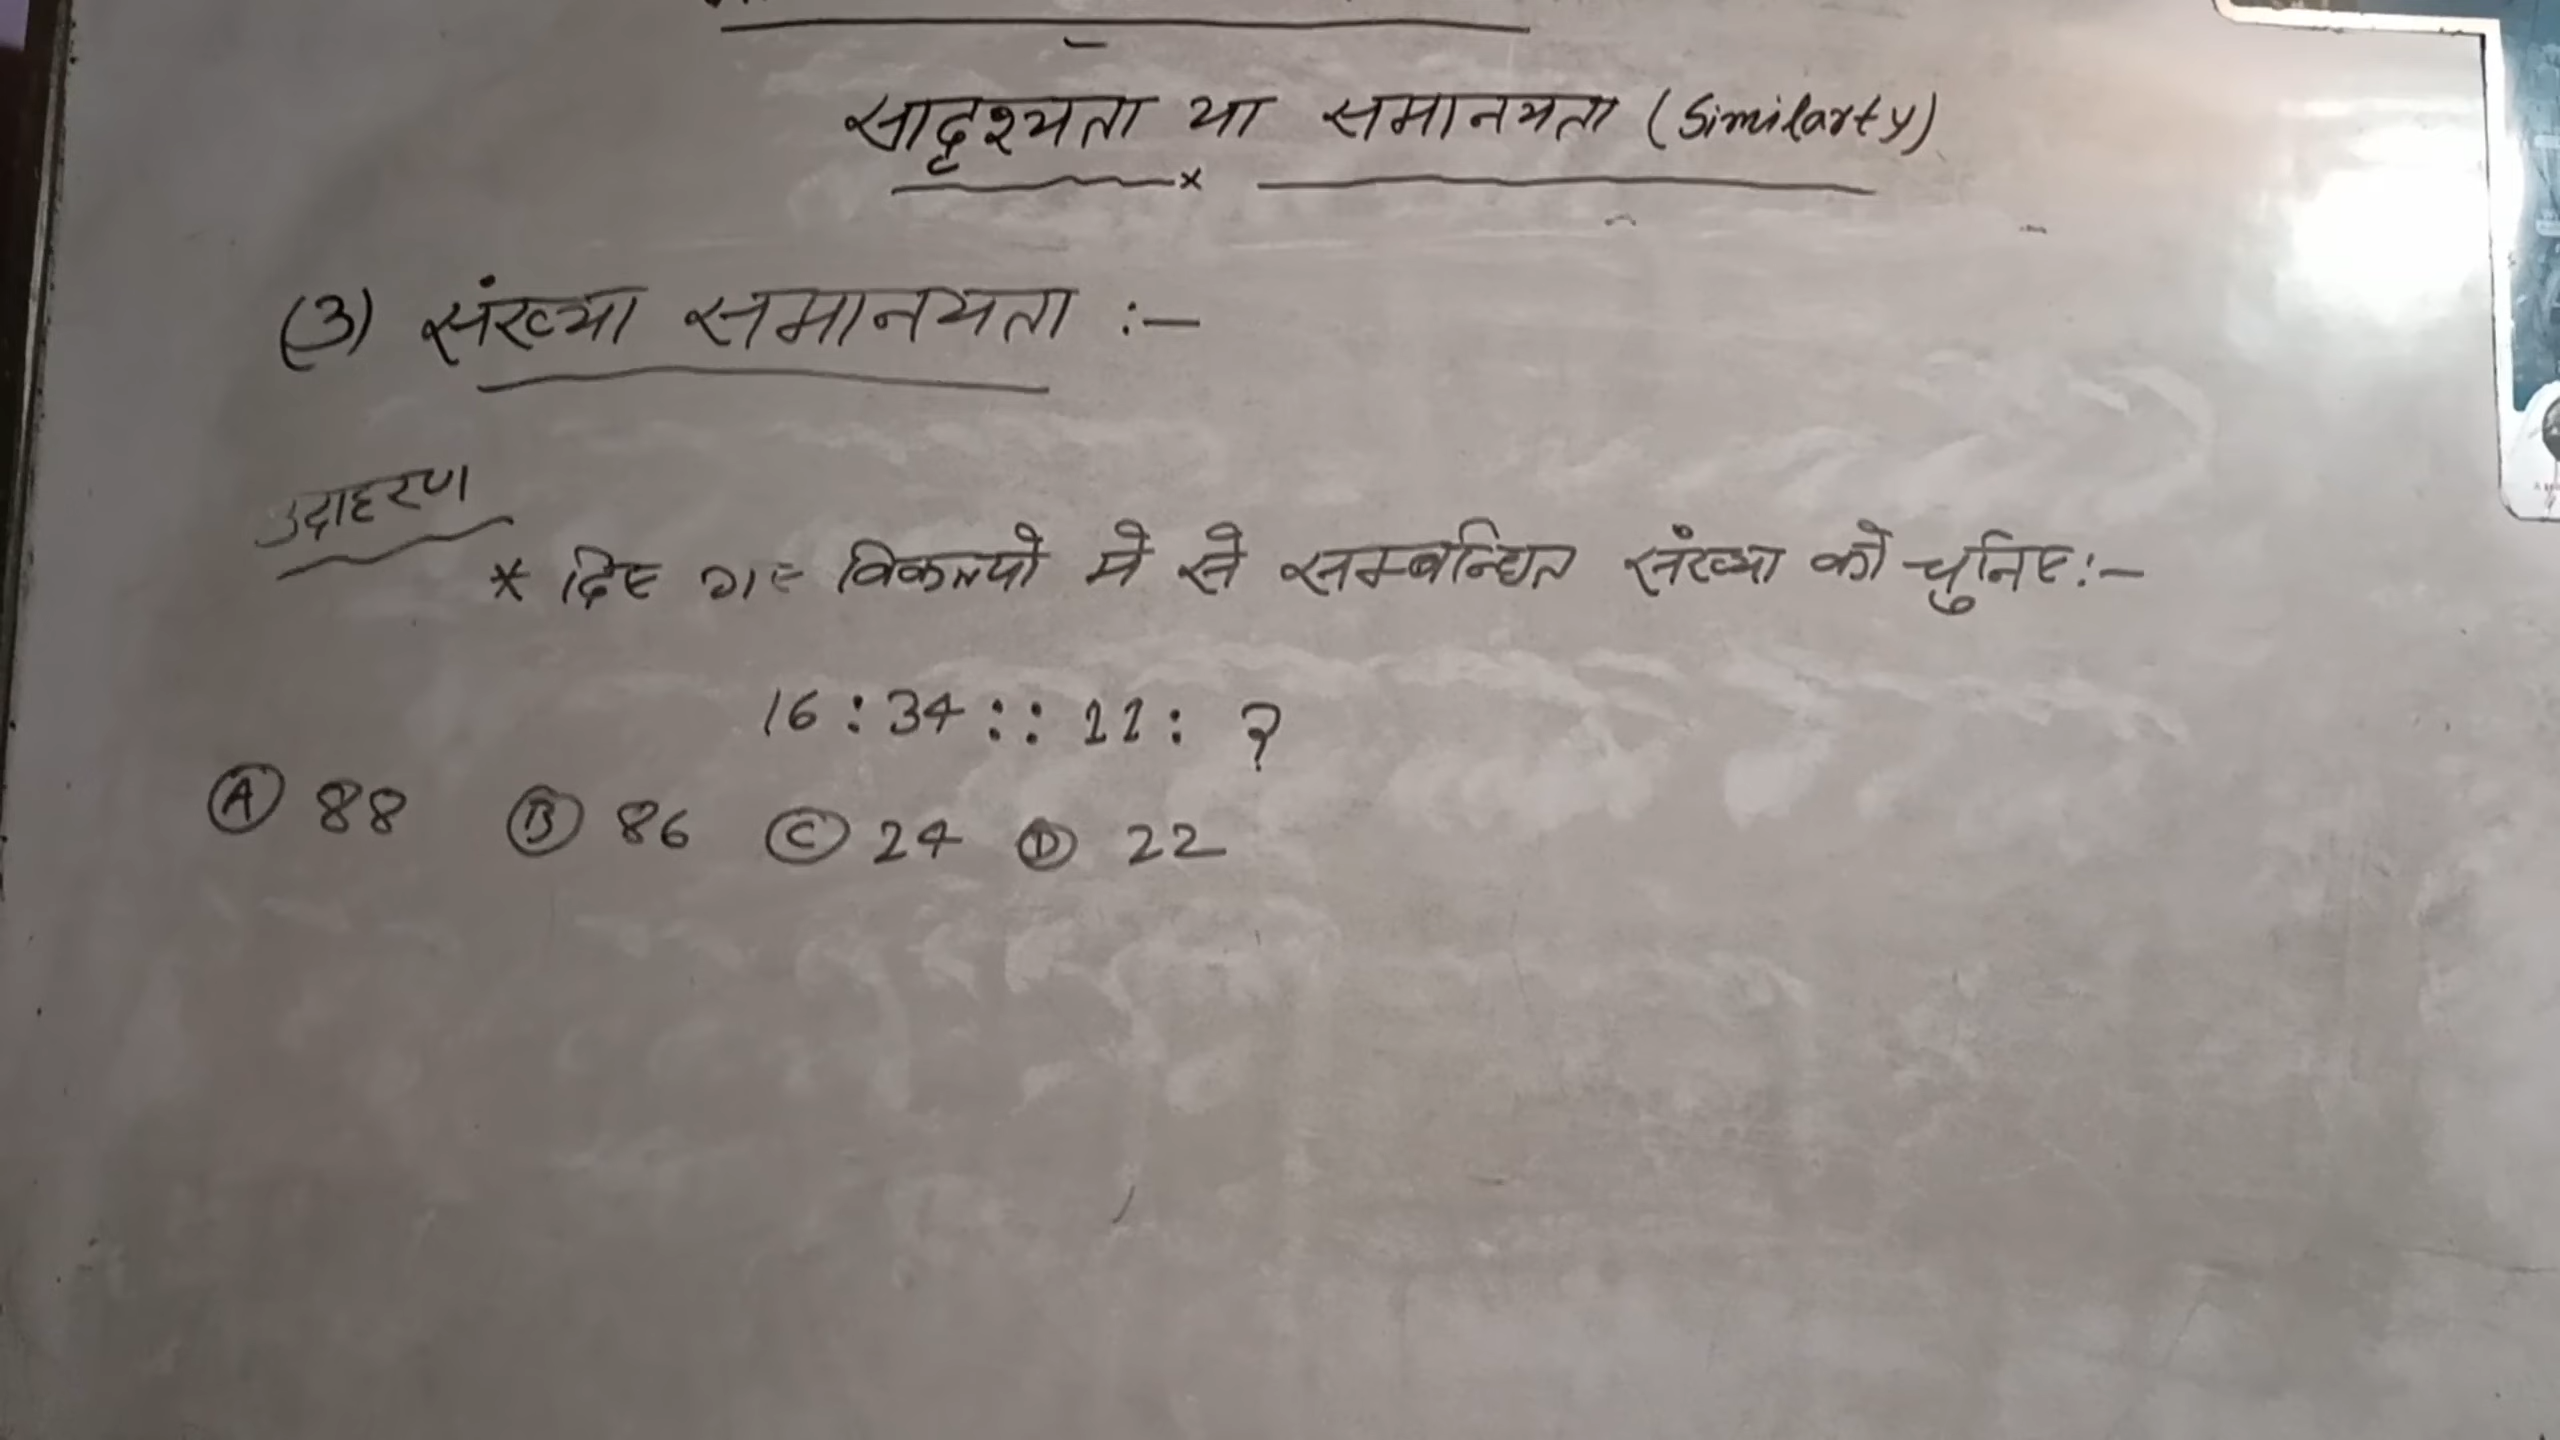 सादृश्यता या समानयता (Similarty)
(3) संख्या समानयता :-
उदाहरण
* दिए गए विकल्पो मे से सम्बन्धित संख्या को चुनिए:-
16 : 34 :: 11 : ?
(A) 88 (B) 86 (C) 24 (D) 22